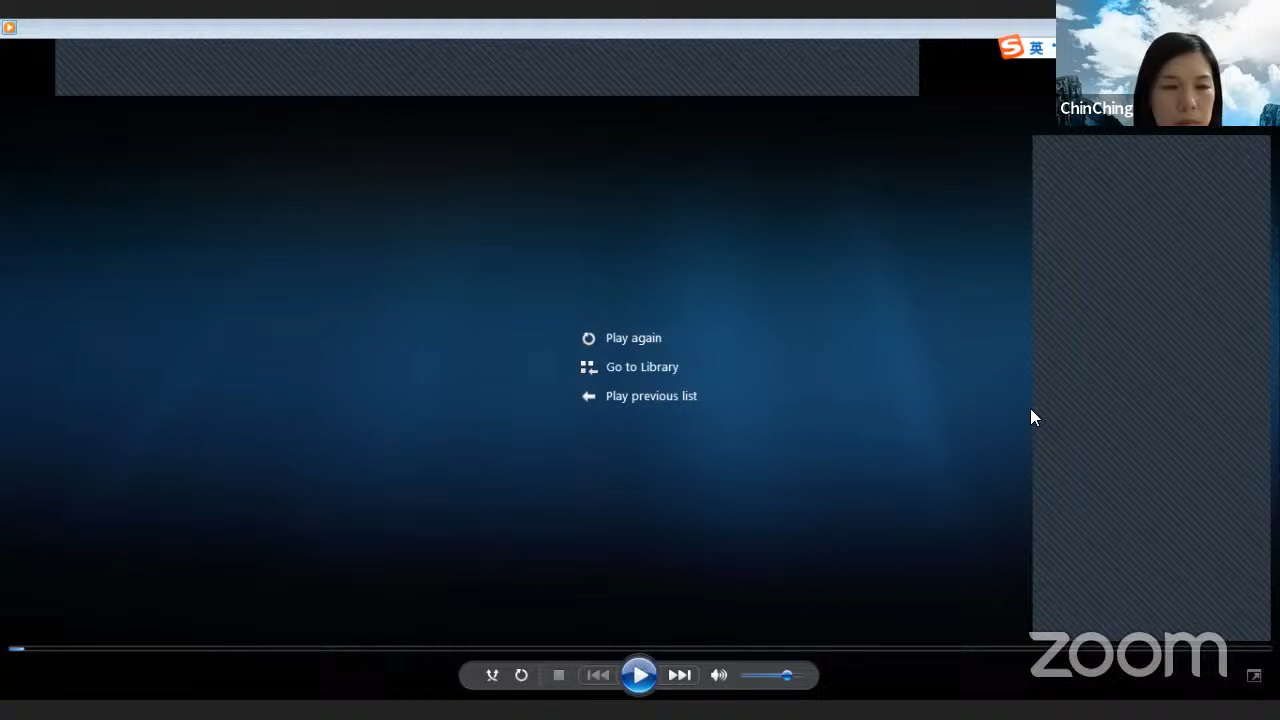 英
ChinChing
Play again
Go to Library
Play previous list
zoom